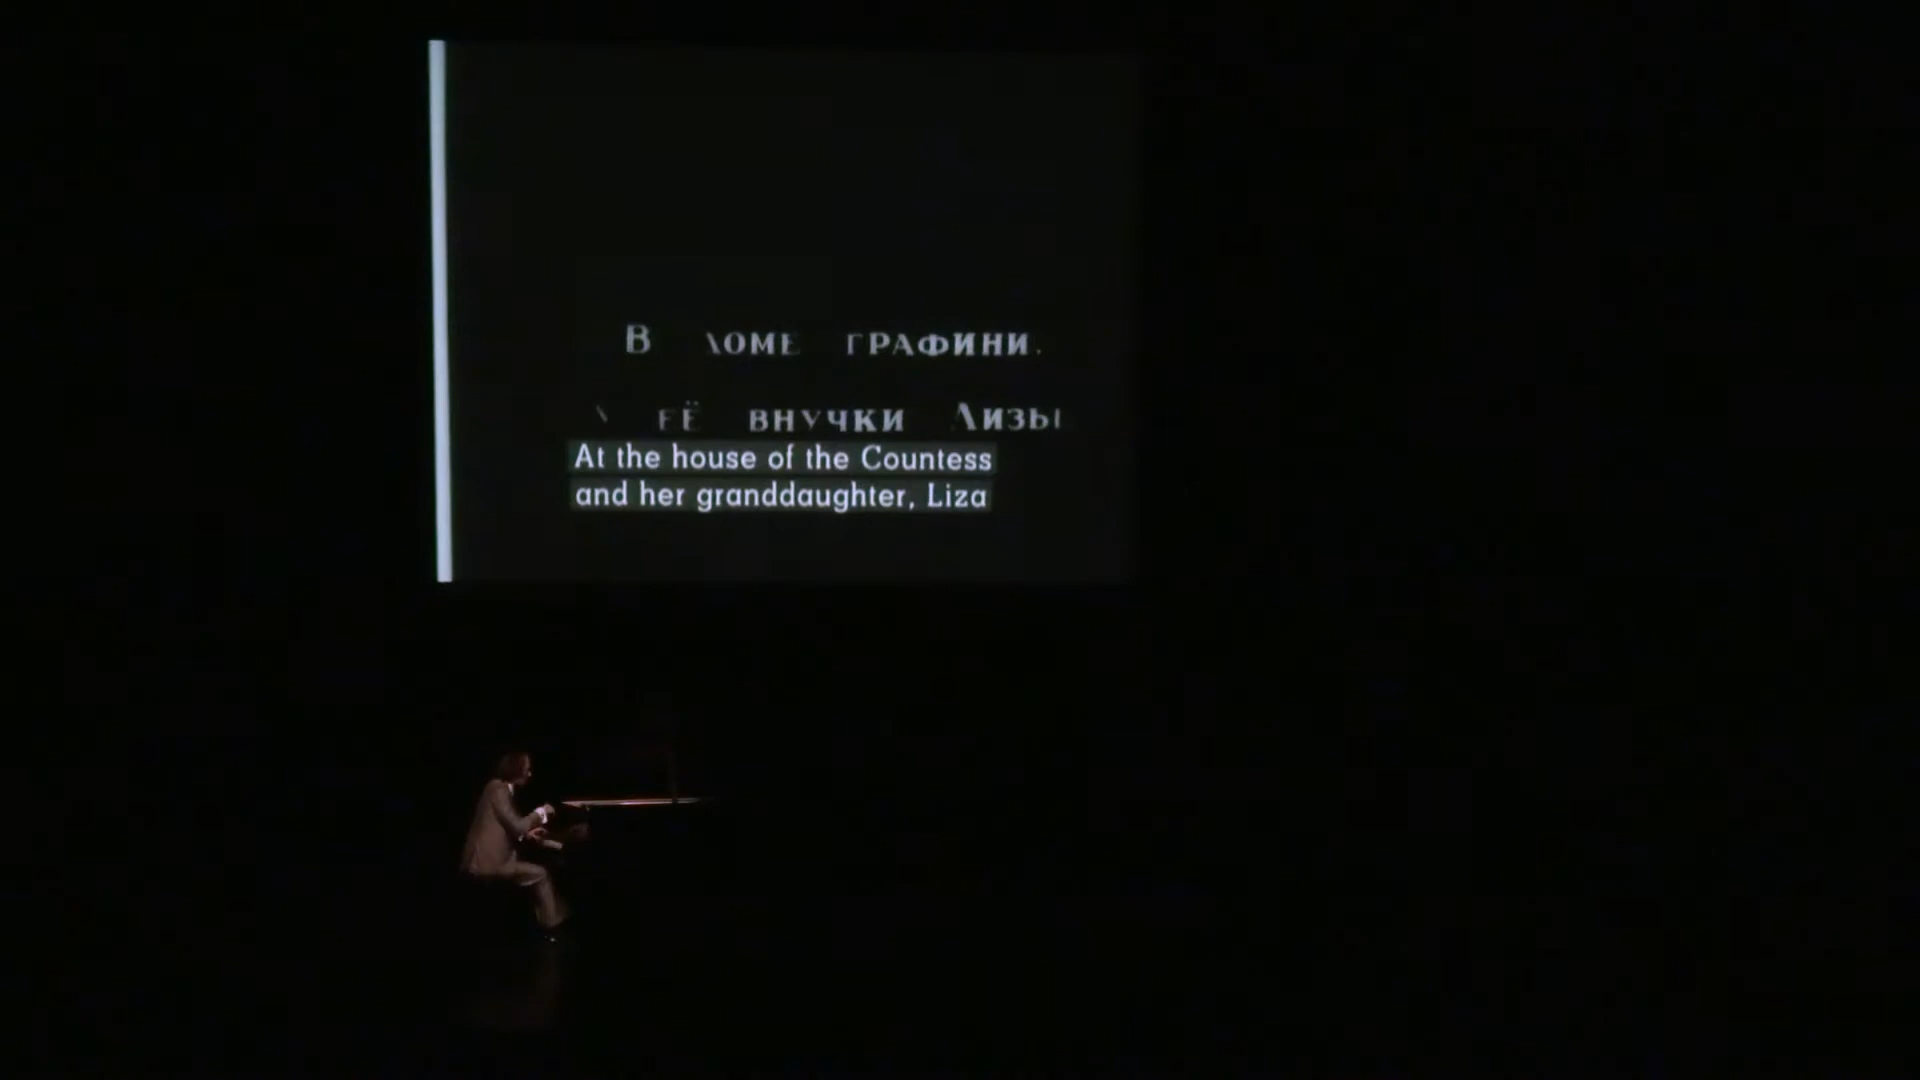 В ДОМЕ ГРАФИНИ.
У ЕЁ ВНУЧКИ ЛИЗЫ
At the house of the Countess
and her granddaughter, Liza